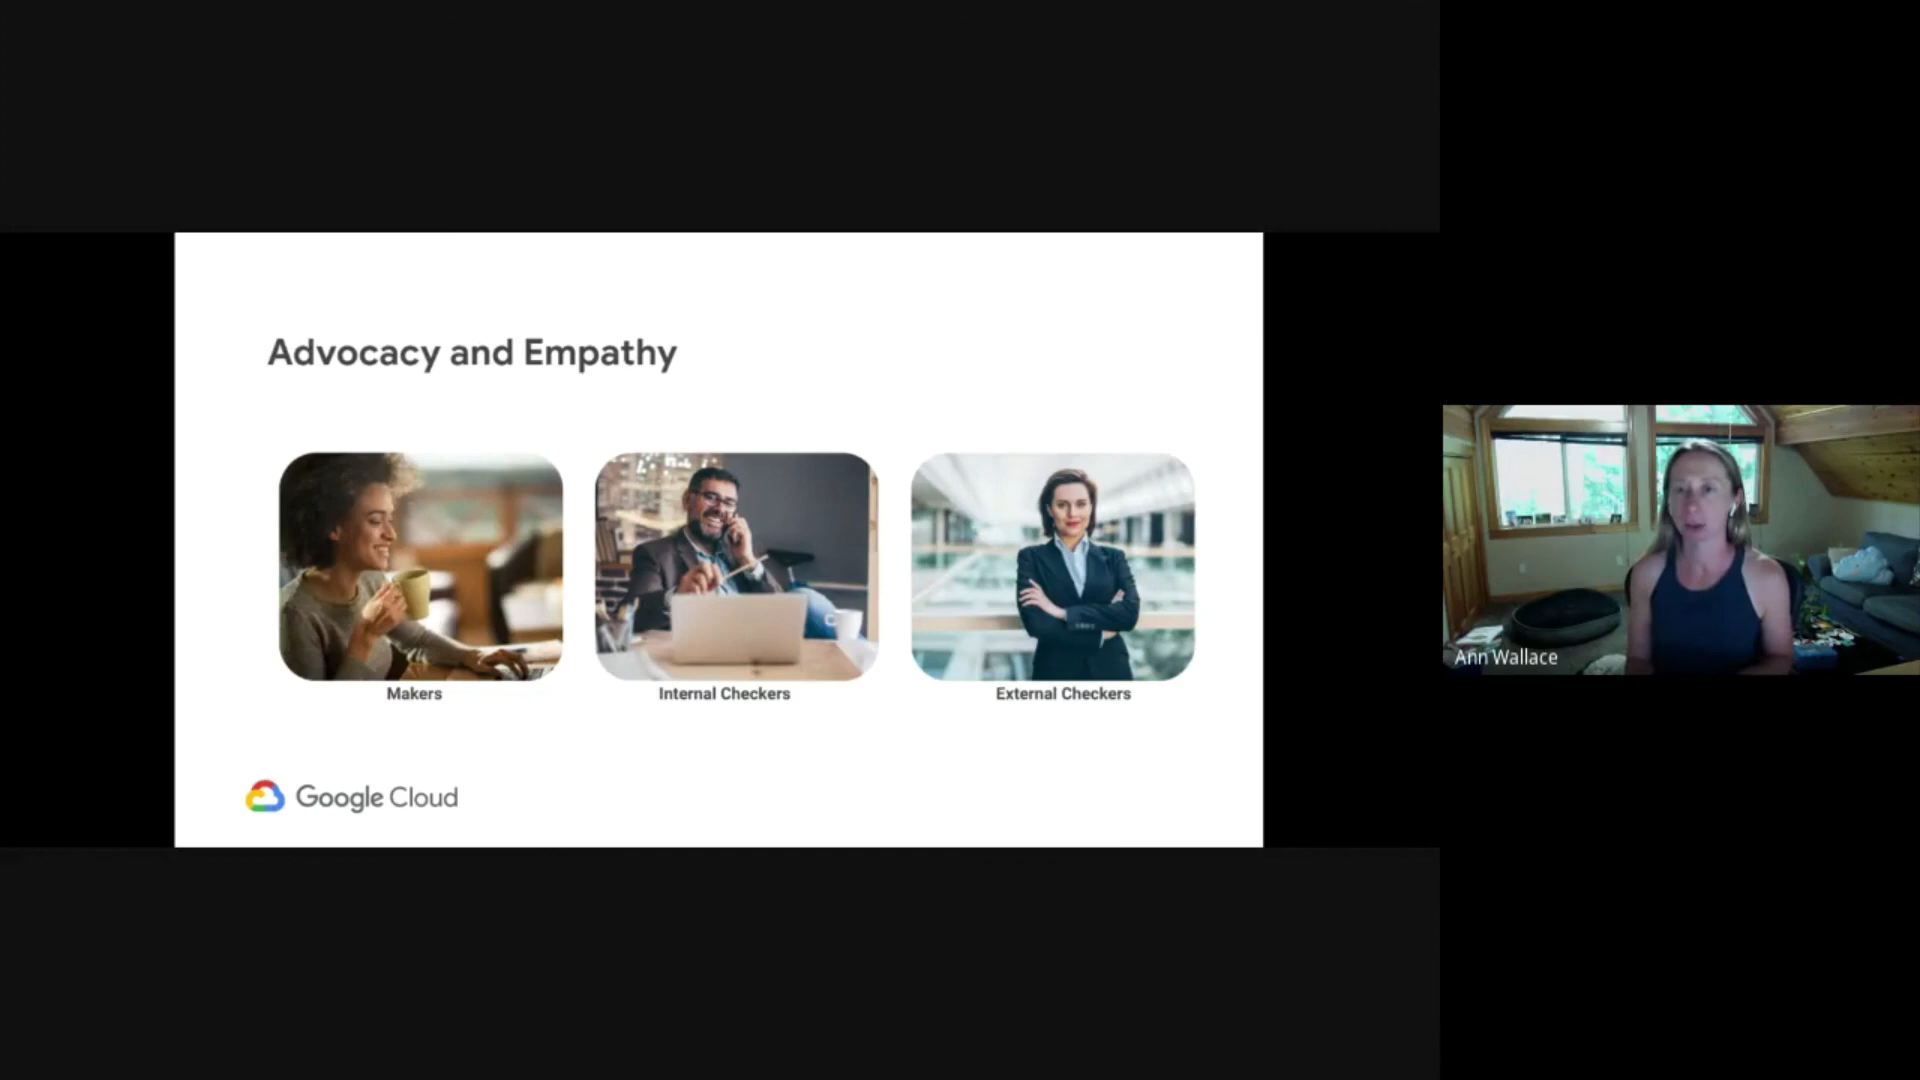 Advocacy and Empathy
Makers
Internal Checkers
External Checkers
Google Cloud
Ann Wallace